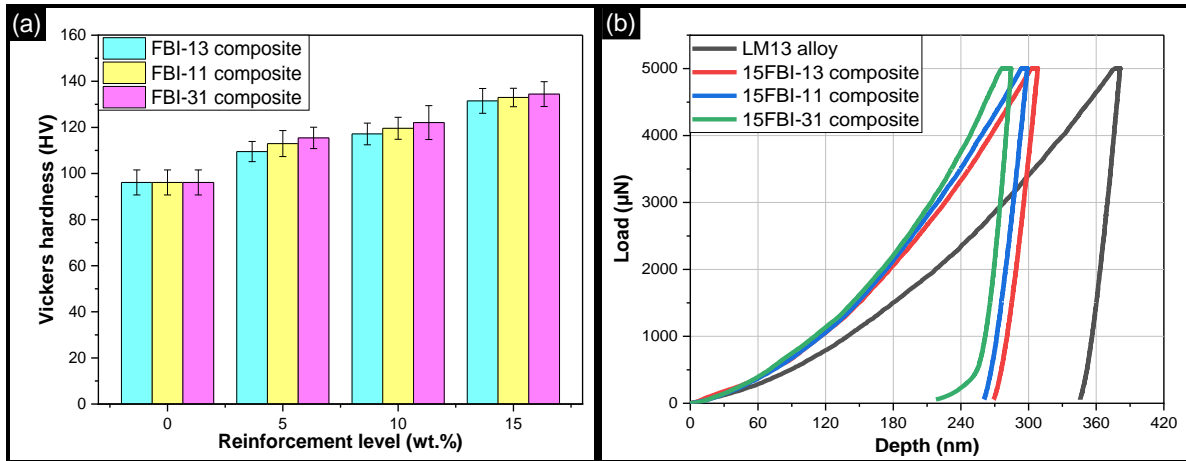 (a)
FBI-13 composite
FBI-11 composite
FBI-31 composite
Vickers hardness (HV)
160
140
120
100
80
60
40
20
0
0 5 10 15
Reinforcement level (wt.%)
(b)
LM13 alloy
15FBI-13 composite
15FBI-11 composite
15FBI-31 composite
Load (µN)
5000
4000
3000
2000
1000
0
0 60 120 180 240 300 360 420
Depth (nm)